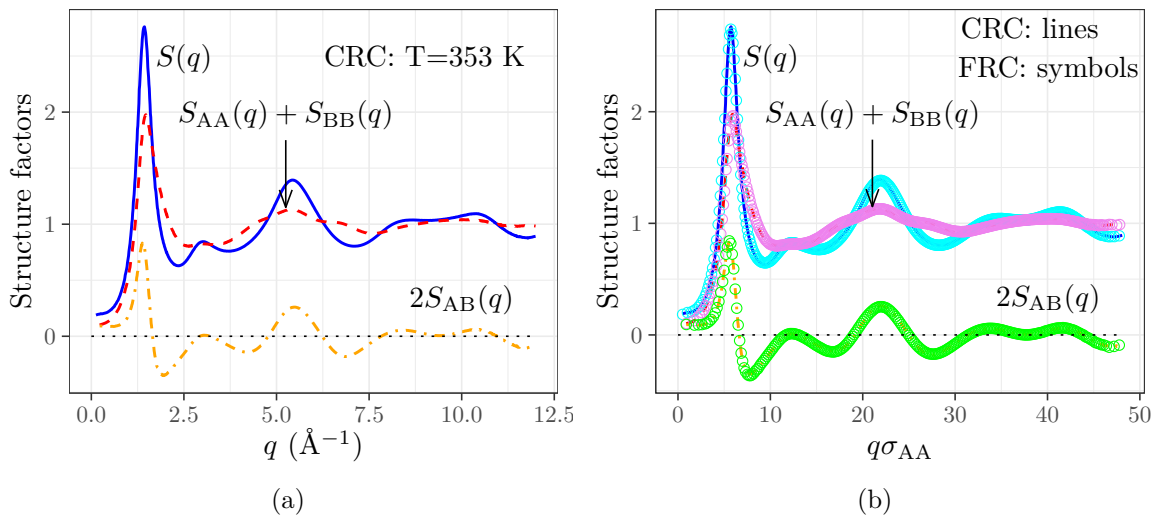 Structure factors
2
1
0
S(q)
CRC: T=353 K
S_AA(q) + S_BB(q)
2S_AB(q)
0.0 2.5 5.0 7.5 10.0 12.5
q (Å⁻¹)
(a)
Structure factors
2
1
0
S(q)
CRC: lines
FRC: symbols
S_AA(q) + S_BB(q)
2S_AB(q)
0 10 20 30 40 50
qσ_AA
(b)